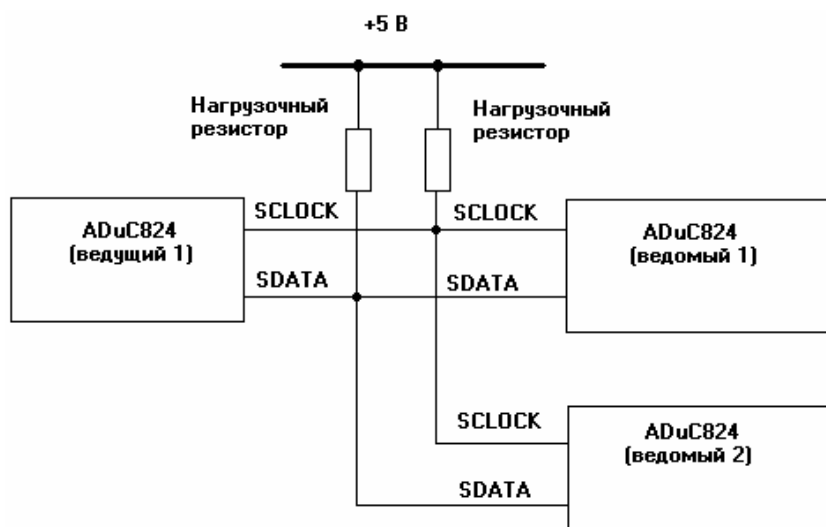 +5 В
Нагрузочный
резистор
Нагрузочный
резистор
ADuC824
(ведущий 1)
SCLOCK
SCLOCK
ADuC824
(ведомый 1)
SDATA
SDATA
SCLOCK
ADuC824
(ведомый 2)
SDATA